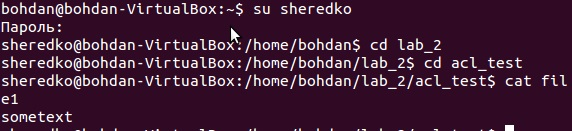 bohdan@bohdan-VirtualBox:~$ su sheredko
Пароль:
sheredko@bohdan-VirtualBox:/home/bohdan$ cd lab_2
sheredko@bohdan-VirtualBox:/home/bohdan/lab_2$ cd acl_test
sheredko@bohdan-VirtualBox:/home/bohdan/lab_2/acl_test$ cat fil
e1
sometext